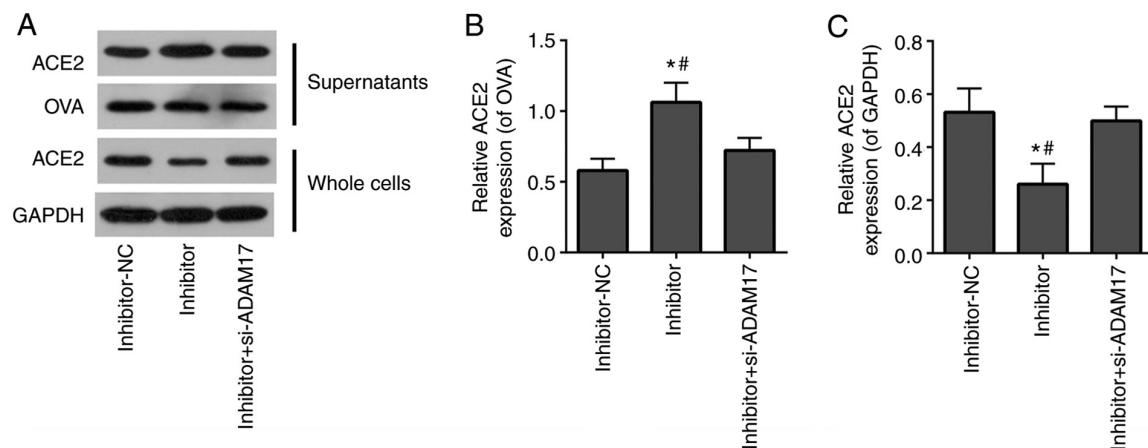 A
ACE2
OVA
Supernatants
ACE2
GAPDH
Whole cells
Inhibitor-NC
Inhibitor
Inhibitor+si-ADAM17
B
Relative ACE2
expression (of OVA)
1.5
1.0
0.5
0.0
*#
Inhibitor-NC
Inhibitor
Inhibitor+si-ADAM17
C
Relative ACE2
expression (of GAPDH)
0.8
0.6
0.4
0.2
0.0
*#
Inhibitor-NC
Inhibitor
Inhibitor+si-ADAM17